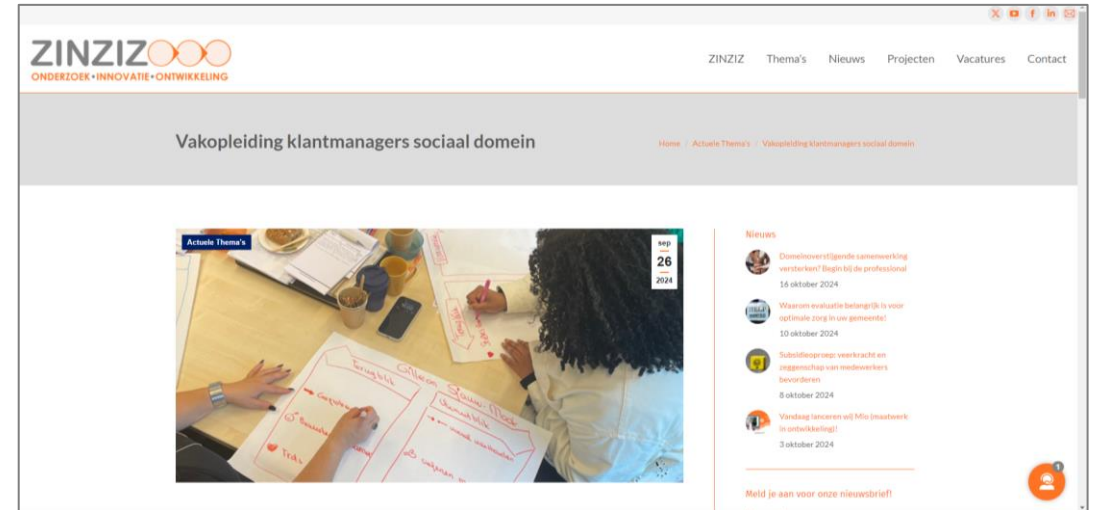 ZINZIZ
ONDERZOEK•INNOVATIE•ONTWIKKELING
ZINZIZ Thema's Nieuws Projecten Vacatures Contact
Vakopleiding klantmanagers sociaal domein
Home / Actuele Thema's / Vakopleiding klantmanagers sociaal domein
Actuele Thema's
sep
26
2024
Terugblik
Nieuws
Domeinoverstijgende samenwerking
versterken? Begin bij de professional
16 oktober 2024
Waarom evaluatie belangrijk is voor
optimale zorg in uw gemeente!
10 oktober 2024
Subsidieoproep: veerkracht en
zeggenschap van medewerkers
bevorderen
8 oktober 2024
Vandaag lanceren wij Mio (maatwerk
in ontwikkeling)!
3 oktober 2024
Meld je aan voor onze nieuwsbrief!
1